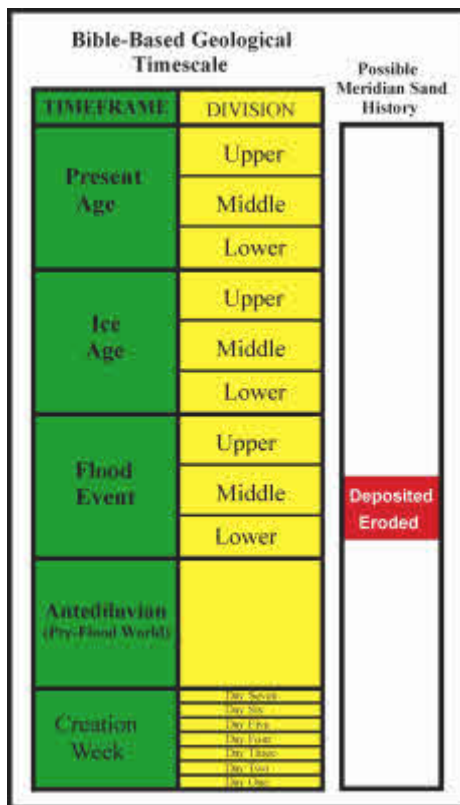 Bible-Based Geological
Timescale
Possible
Meridian Sand
History
TIMEFRAME
DIVISION
Present
Age
Upper
Middle
Lower
Ice
Age
Upper
Middle
Lower
Flood
Event
Upper
Middle
Lower
Deposited
Eroded
Antediluvian
(Pre-Flood World)
Creation
Week
Day Seven
Day Six
Day Five
Day Four
Day Three
Day Two
Day One